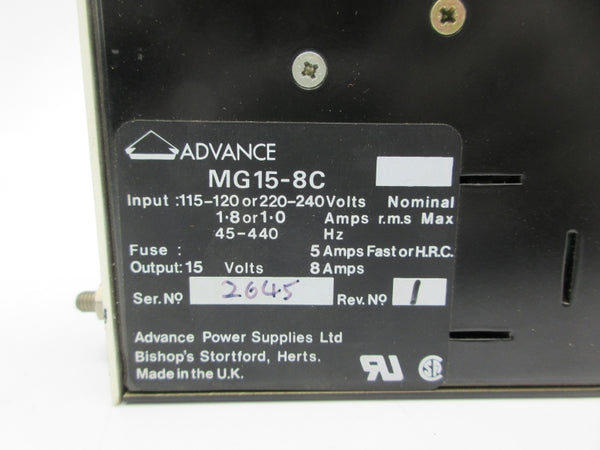 ADVANCE
MG15-8C
Input :115-120 or 220-240 Volts Nominal
1·8 or 1·0 Amps r.m.s Max
45-440 Hz
Fuse : 5 Amps Fast or H.R.C.
Output: 15 Volts 8 Amps
Ser. Nº 2645 Rev. Nº 1
Advance Power Supplies Ltd
Bishop's Stortford, Herts.
Made in the U.K.